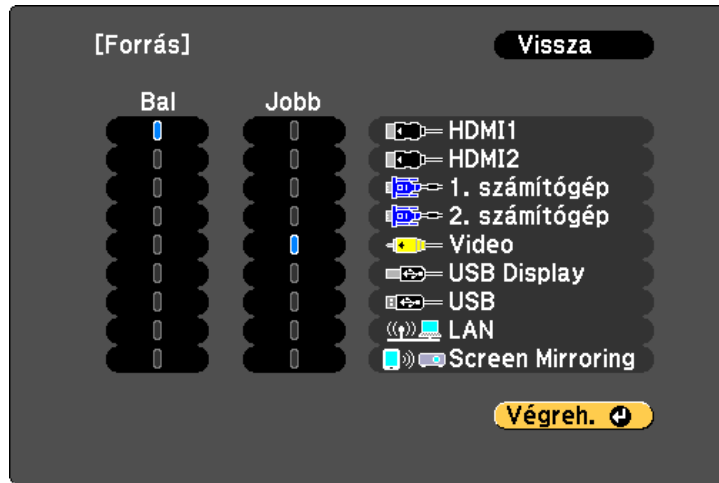 [Forrás] Vissza
Bal Jobb
HDMI1
HDMI2
1. számítógép
2. számítógép
Video
USB Display
USB
LAN
Screen Mirroring
Végreh.